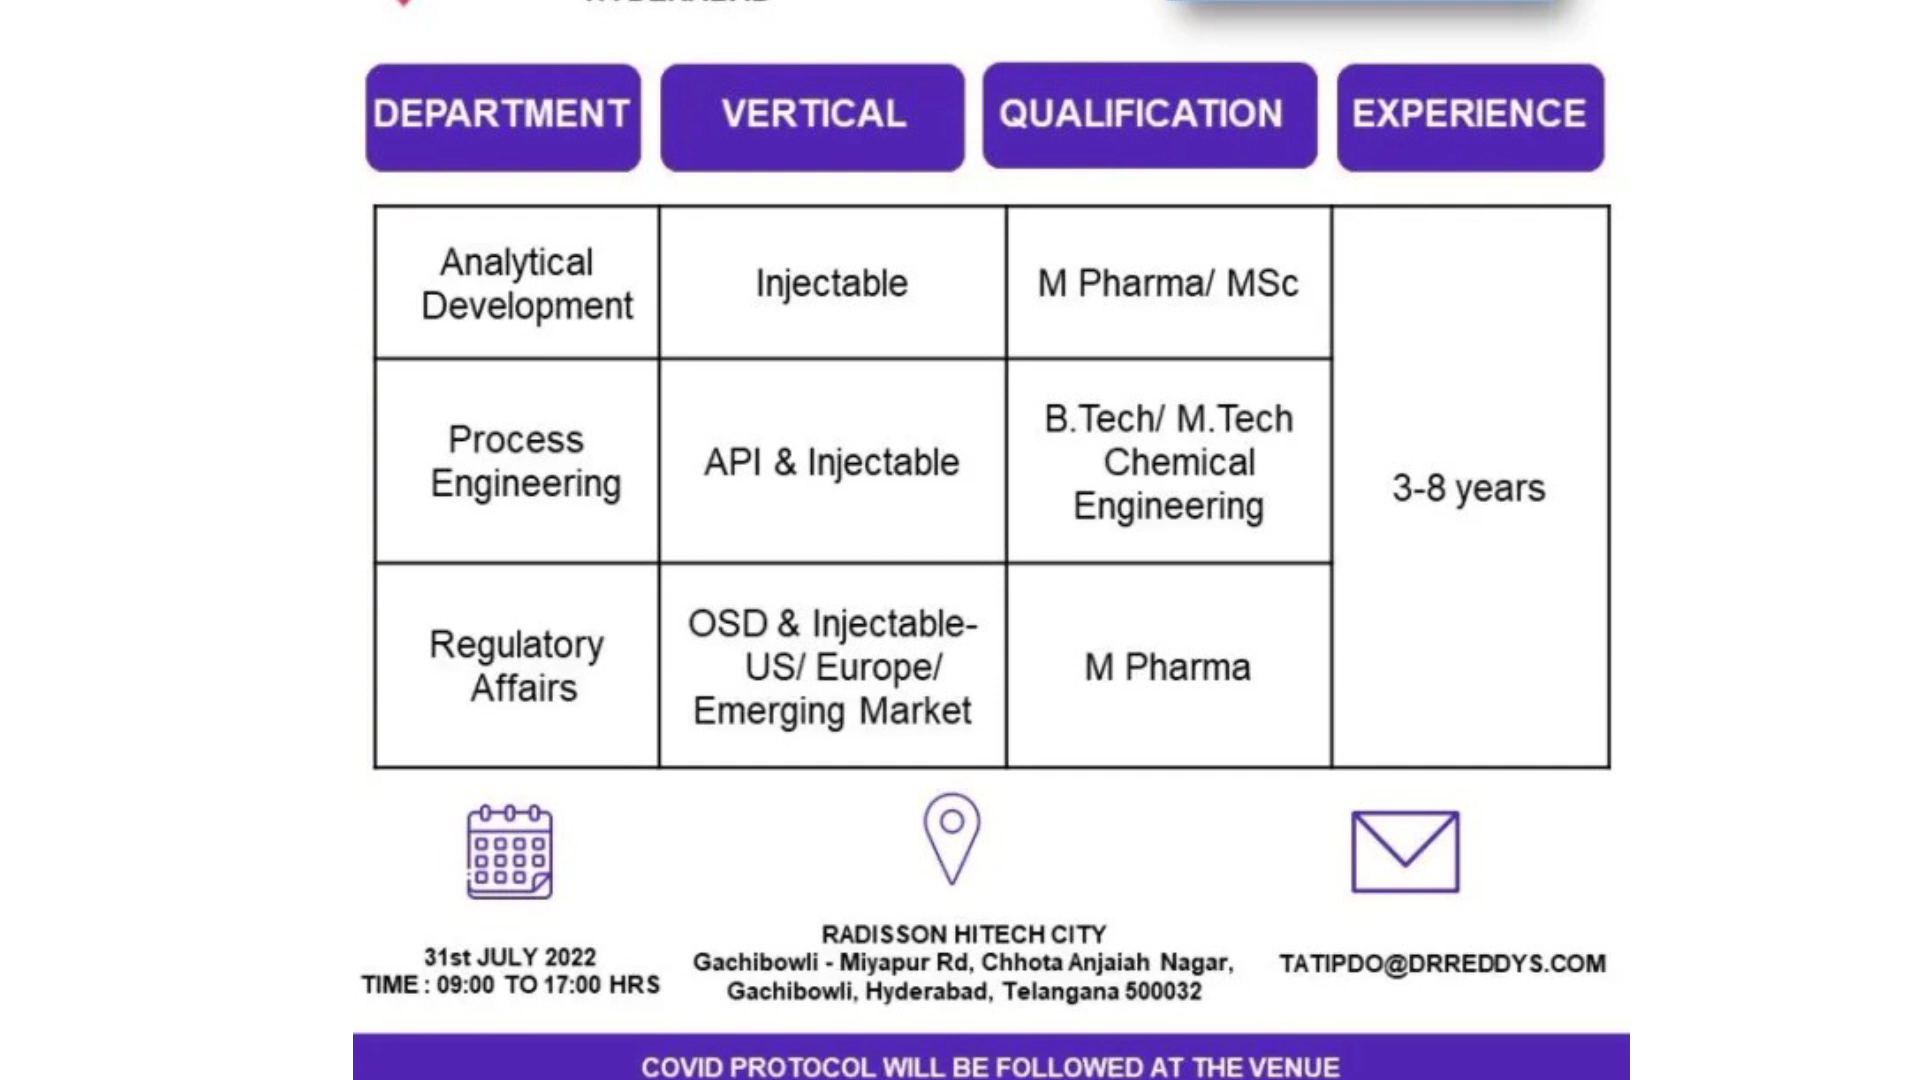 DEPARTMENT
VERTICAL
QUALIFICATION
EXPERIENCE
Analytical
Development
Injectable
M Pharma/ MSc
Process
Engineering
API & Injectable
B.Tech/ M.Tech
Chemical
Engineering
3-8 years
Regulatory
Affairs
OSD & Injectable-
US/ Europe/
Emerging Market
M Pharma
31st JULY 2022
TIME : 09:00 TO 17:00 HRS
RADISSON HITECH CITY
Gachibowli - Miyapur Rd, Chhota Anjaiah Nagar,
Gachibowli, Hyderabad, Telangana 500032
TATIPDO@DRREDDYS.COM
COVID PROTOCOL WILL BE FOLLOWED AT THE VENUE